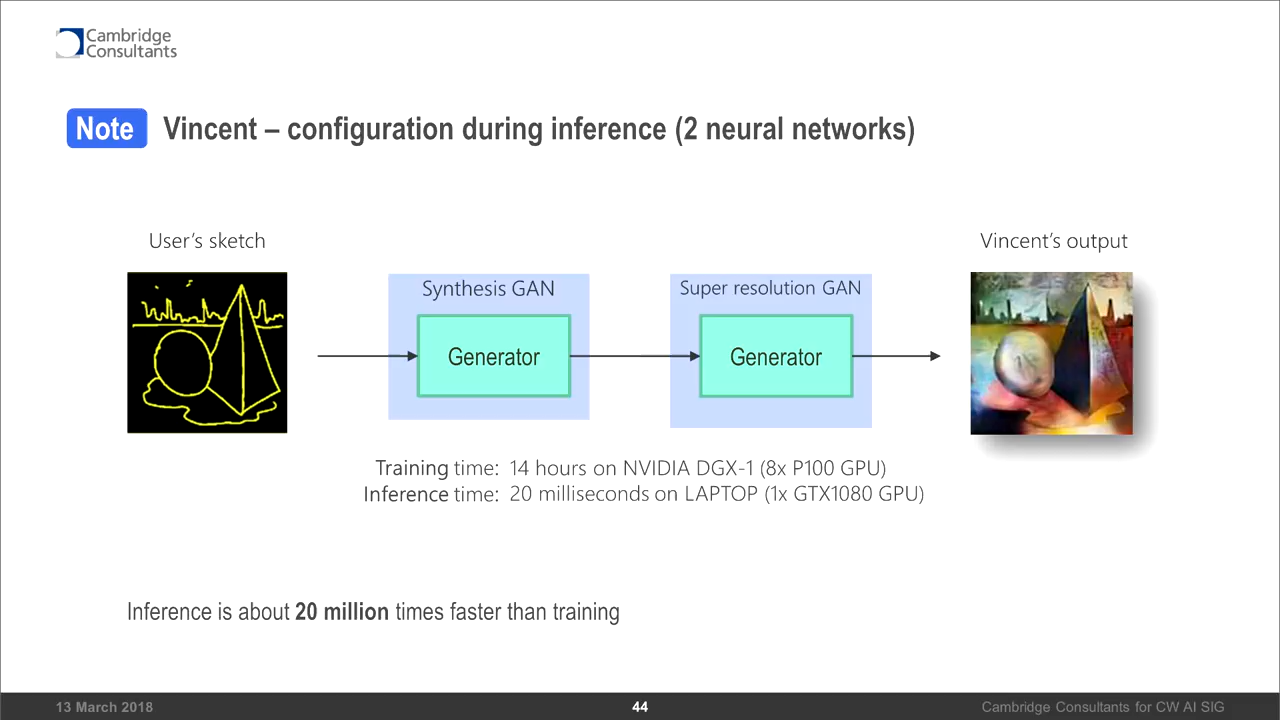 Cambridge
Consultants
Note Vincent – configuration during inference (2 neural networks)
User's sketch
Vincent's output
Synthesis GAN
Super resolution GAN
Generator
Generator
Training time: 14 hours on NVIDIA DGX-1 (8x P100 GPU)
Inference time: 20 milliseconds on LAPTOP (1x GTX1080 GPU)
Inference is about 20 million times faster than training
13 March 2018
44
Cambridge Consultants for CW AI SIG